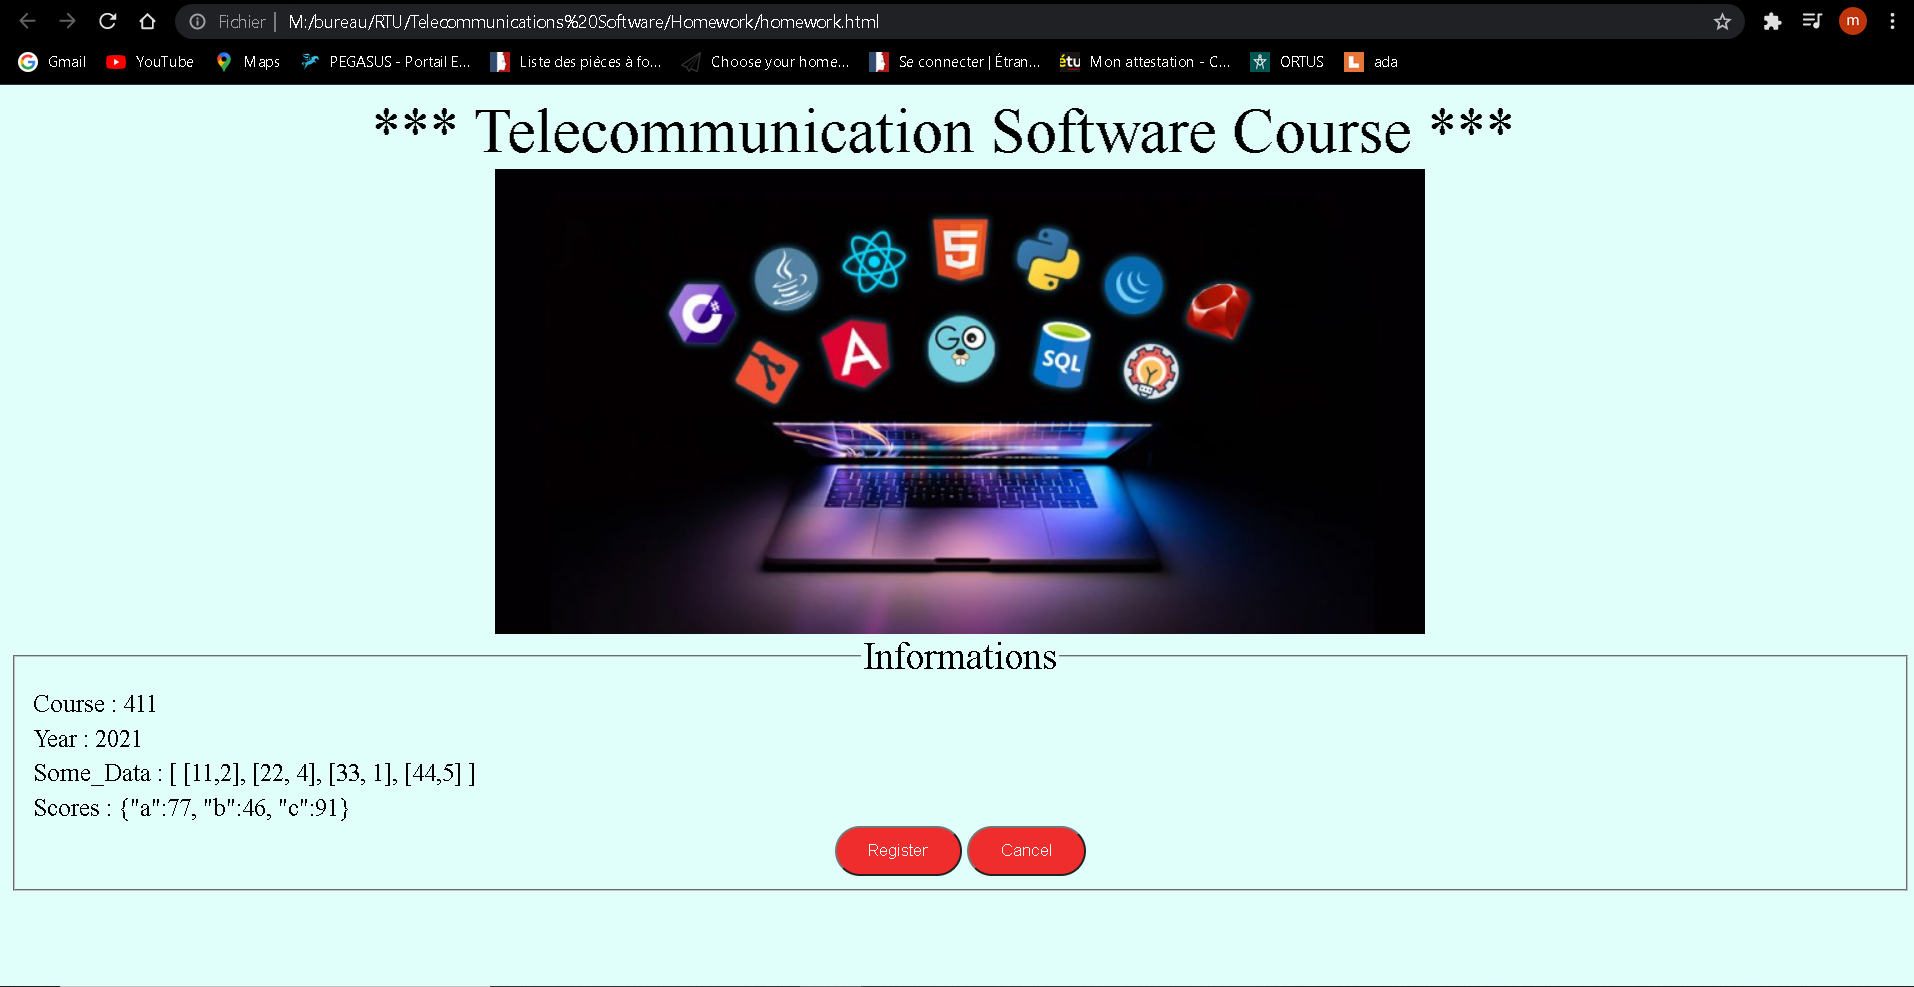 Fichier | M:/bureau/RTU/Telecommunications%20Software/Homework/homework.html
m
Gmail YouTube Maps PEGASUS - Portail E... Liste des pièces à fo... Choose your home... Se connecter | Étran... étu Mon attestation - C... ORTUS L ada
*** Telecommunication Software Course ***
5
C#
A
GO
SQL
Informations
Course : 411
Year : 2021
Some_Data : [ [11,2], [22, 4], [33, 1], [44,5] ]
Scores : {"a":77, "b":46, "c":91}
Register Cancel